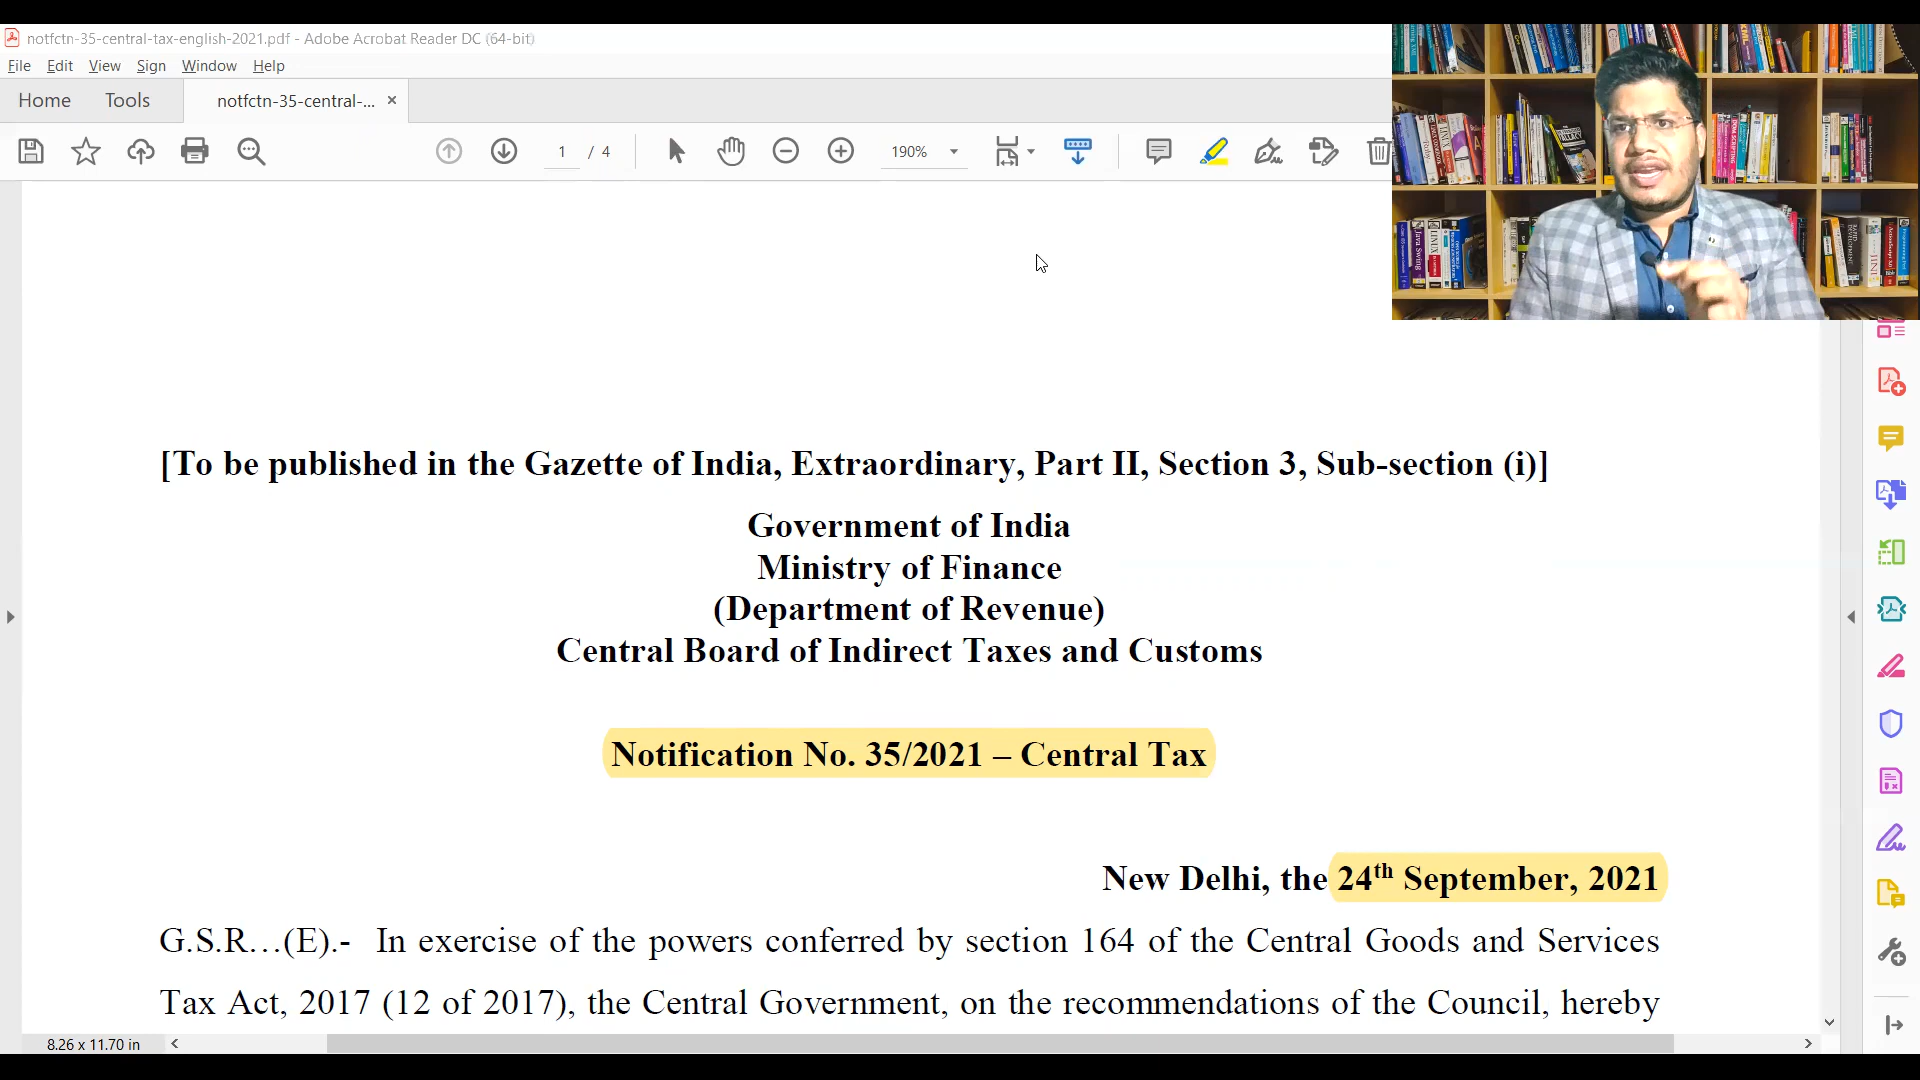 notfctn-35-central-tax-english-2021.pdf - Adobe Acrobat Reader DC (64-bit)
File Edit View Sign Window Help
Home Tools notfctn-35-central-... ×
1 / 4 190%
[To be published in the Gazette of India, Extraordinary, Part II, Section 3, Sub-section (i)]
Government of India
Ministry of Finance
(Department of Revenue)
Central Board of Indirect Taxes and Customs
Notification No. 35/2021 – Central Tax
New Delhi, the 24th September, 2021
G.S.R…(E).- In exercise of the powers conferred by section 164 of the Central Goods and Services
Tax Act, 2017 (12 of 2017), the Central Government, on the recommendations of the Council, hereby
8.26 x 11.70 in